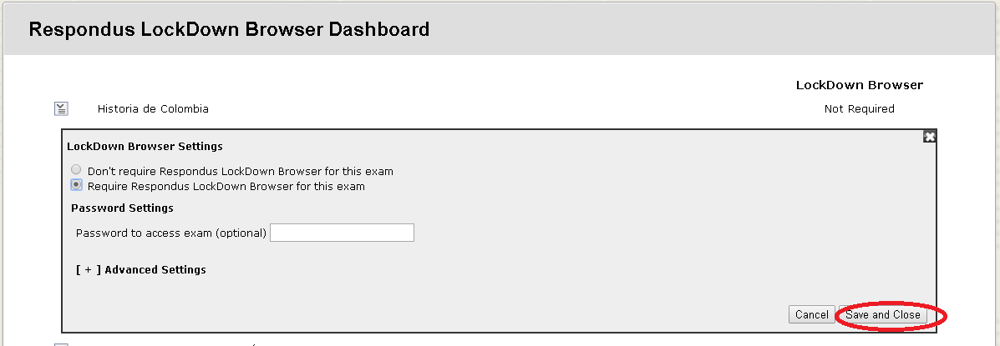 Respondus LockDown Browser Dashboard
LockDown Browser
Historia de Colombia Not Required
LockDown Browser Settings
Don't require Respondus LockDown Browser for this exam
Require Respondus LockDown Browser for this exam
Password Settings
Password to access exam (optional)
[ + ] Advanced Settings
Cancel Save and Close